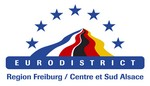 EURODISTRICT
Region Freiburg / Centre et Sud Alsace